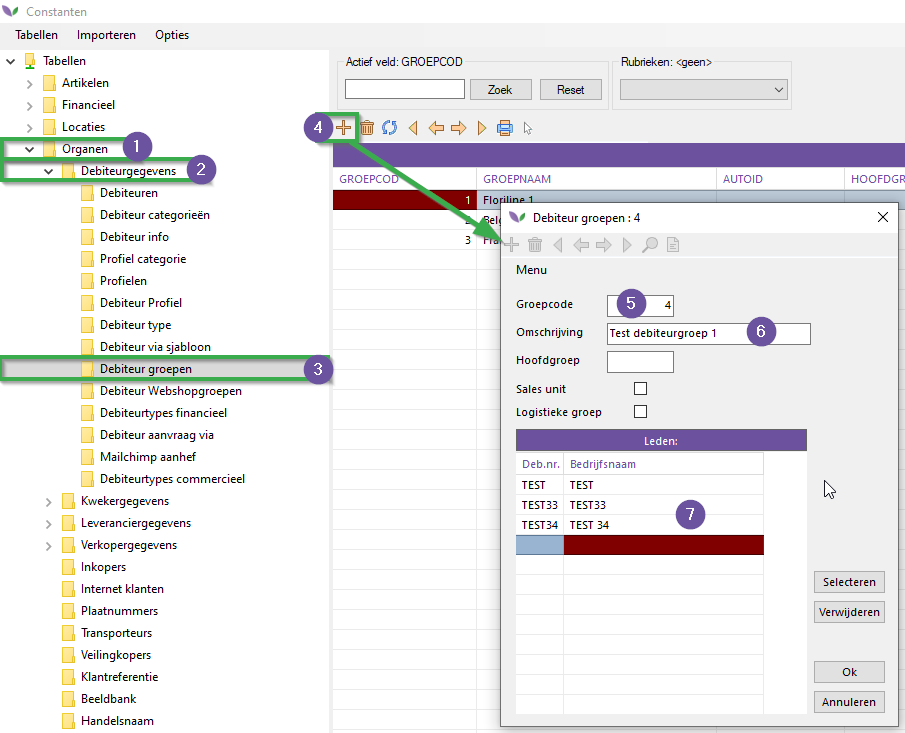 Constanten
Tabellen Importeren Opties
Tabellen
Artikelen
Financieel
Locaties
Organen 1
Debiteurgegevens 2
Debiteuren
Debiteur categorieën
Debiteur info
Profiel categorie
Profielen
Debiteur Profiel
Debiteur type
Debiteur via sjabloon
Debiteur groepen 3
Debiteur Webshopgroepen
Debiteurtypes financieel
Debiteur aanvraag via
Mailchimp aanhef
Debiteurtypes commercieel
Kwekergegevens
Leveranciergegevens
Verkopergegevens
Inkopers
Internet klanten
Plaatnummers
Transporteurs
Veilingkopers
Klantreferentie
Beeldbank
Handelsnaam
Actief veld: GROEPCOD
Zoek Reset
Rubrieken: <geen>
4
GROEPCOD GROEPNAAM AUTOID HOOFDGR
1 Floriline 1
2 Belg
3 Fra
Debiteur groepen : 4
Menu
Groepcode 5 4
Omschrijving Test debiteurgroep 1 6
Hoofdgroep
Sales unit
Logistieke groep
Leden:
Deb.nr. Bedrijfsnaam
TEST TEST
TEST33 TEST33
TEST34 TEST 34
7
Selecteren
Verwijderen
Ok
Annuleren